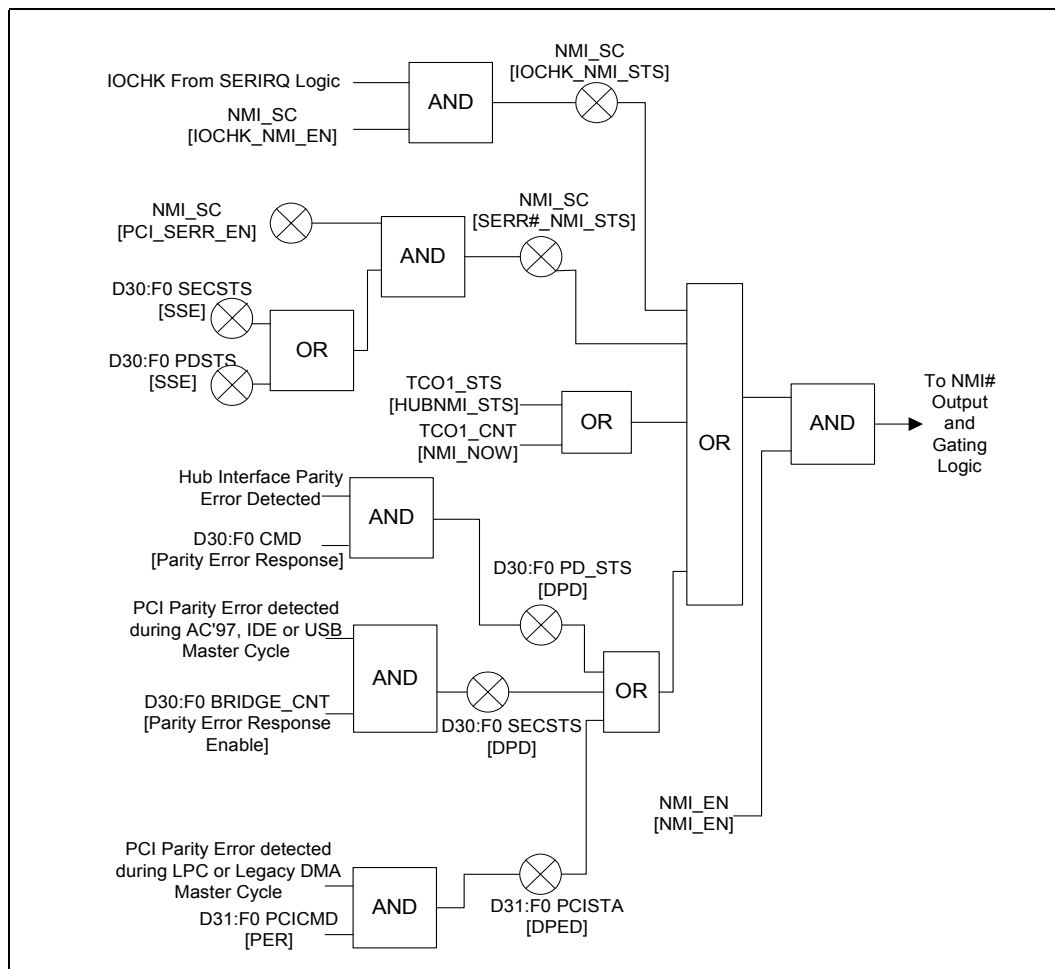 NMI_SC
[IOCHK_NMI_STS]
IOCHK From SERIRQ Logic
AND
NMI_SC
[IOCHK_NMI_EN]
NMI_SC
[SERR#_NMI_STS]
NMI_SC
[PCI_SERR_EN]
AND
D30:F0 SECSTS
[SSE]
OR
D30:F0 PDSTS
[SSE]
TCO1_STS
[HUBNMI_STS]
OR
TCO1_CNT
[NMI_NOW]
OR
AND
To NMI#
Output
and
Gating
Logic
Hub Interface Parity
Error Detected
AND
D30:F0 CMD
[Parity Error Response]
D30:F0 PD_STS
[DPD]
PCI Parity Error detected
during AC'97, IDE or USB
Master Cycle
AND
OR
D30:F0 BRIDGE_CNT
[Parity Error Response
Enable]
D30:F0 SECSTS
[DPD]
NMI_EN
[NMI_EN]
PCI Parity Error detected
during LPC or Legacy DMA
Master Cycle
AND
D31:F0 PCICMD
[PER]
D31:F0 PCISTA
[DPED]